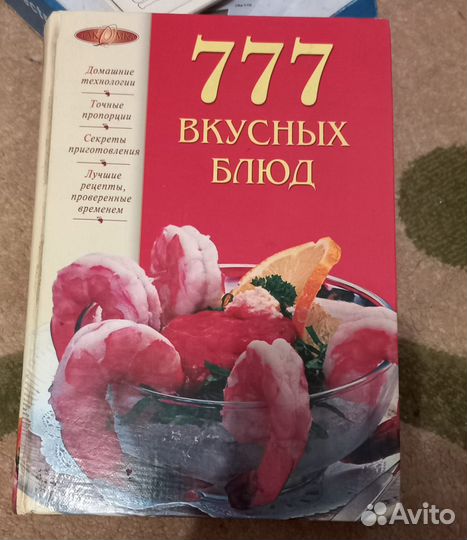 777
ВКУСНЫХ
БЛЮД
Домашние
технологии
Точные
пропорции
Секреты
приготовления
Лучшие
рецепты,
проверенные
временем
Avito